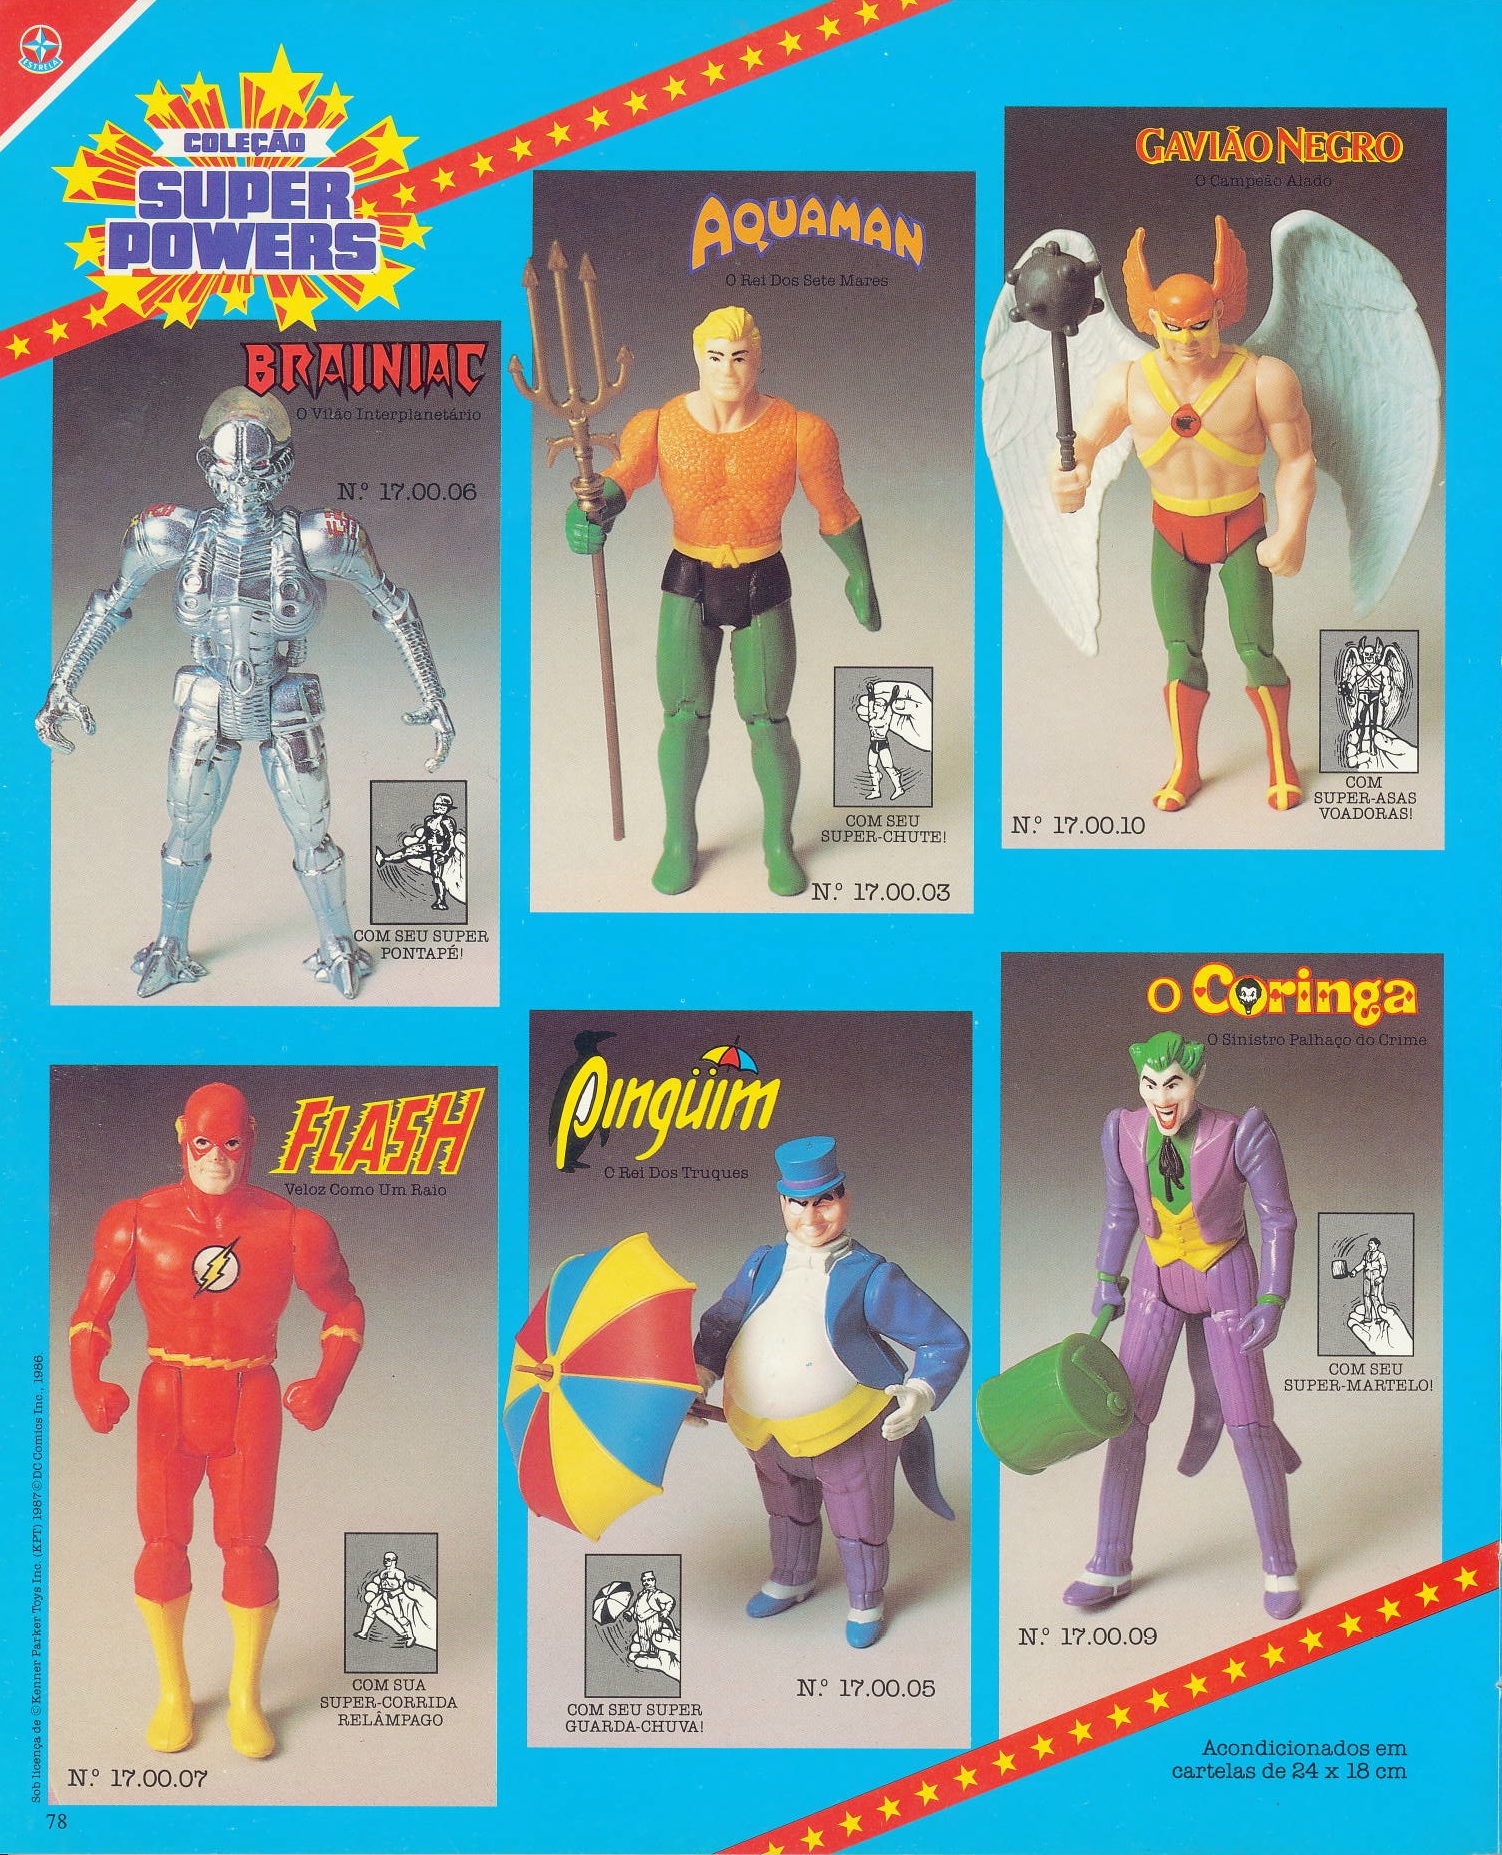 ESTRELA
COLEÇÃO
SUPER
POWERS
BRAINIAC
O Vilão Interplanetário
N.º 17.00.06
COM SEU SUPER
PONTAPÉ!
AQUAMAN
O Rei Dos Sete Mares
COM SEU
SUPER-CHUTE!
N.º 17.00.03
GAVIÃO NEGRO
O Campeão Alado
COM
SUPER-ASAS
VOADORAS!
N.º 17.00.10
FLASH
Veloz Como Um Raio
COM SUA
SUPER-CORRIDA
RELÂMPAGO
N.º 17.00.07
Pingüim
O Rei Dos Truques
COM SEU SUPER
GUARDA-CHUVA!
N.º 17.00.05
O Coringa
O Sinistro Palhaço do Crime
COM SEU
SUPER-MARTELO!
N.º 17.00.09
Acondicionados em
cartelas de 24 x 18 cm
Sob licença de © Kenner Parker Toys Inc. (KPT) 1987 © DC Comics Inc., 1986.
78